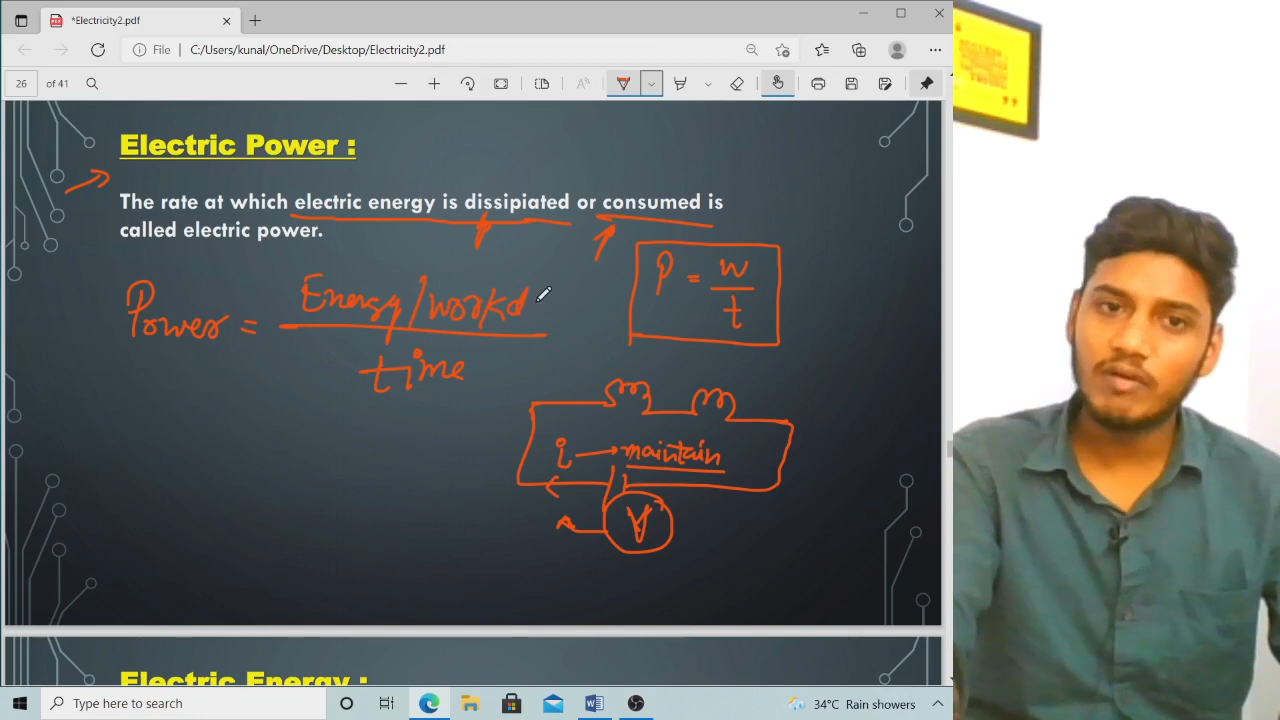 *Electricity2.pdf
File C:/Users/kunal/OneDrive/Desktop/Electricity2.pdf
26 of 41
Electric Power :
The rate at which electric energy is dissipiated or consumed is
called electric power.
Power = Energy/workd
time
P = w
t
i → maintain
V
Electric Energy :
Type here to search
34°C Rain showers